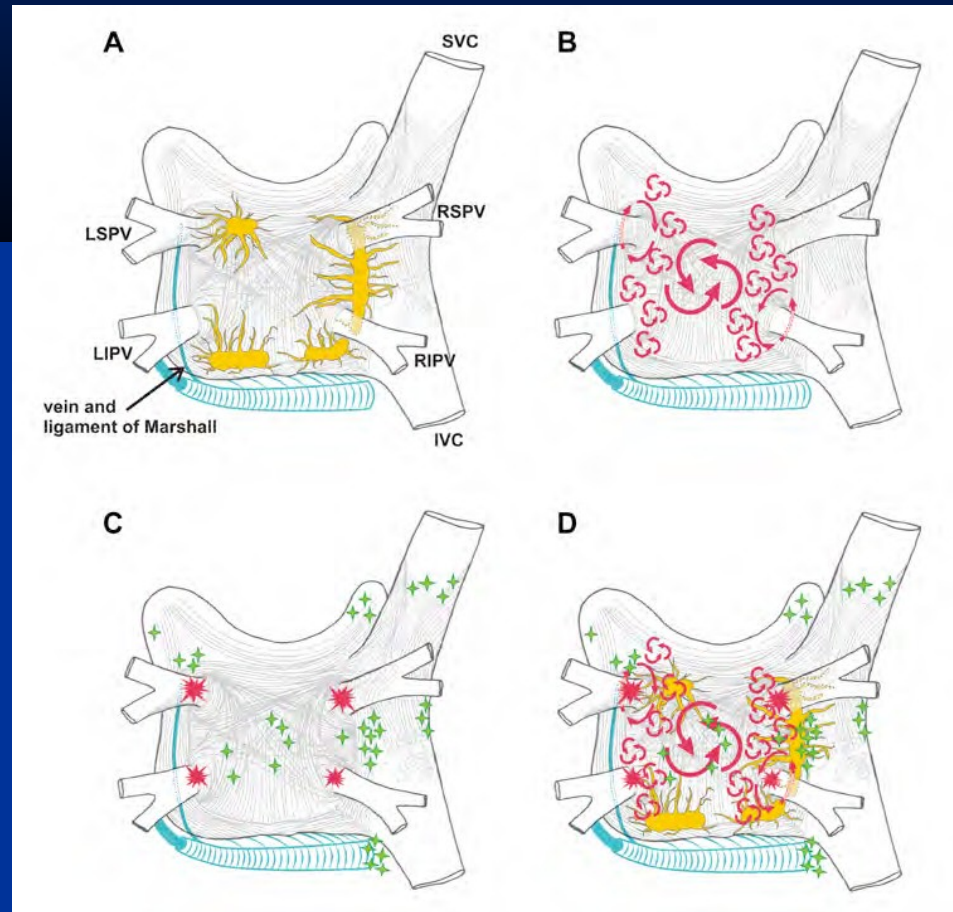 A
SVC
LSPV
RSPV
LIPV
RIPV
vein and
ligament of Marshall
IVC
B
C
D